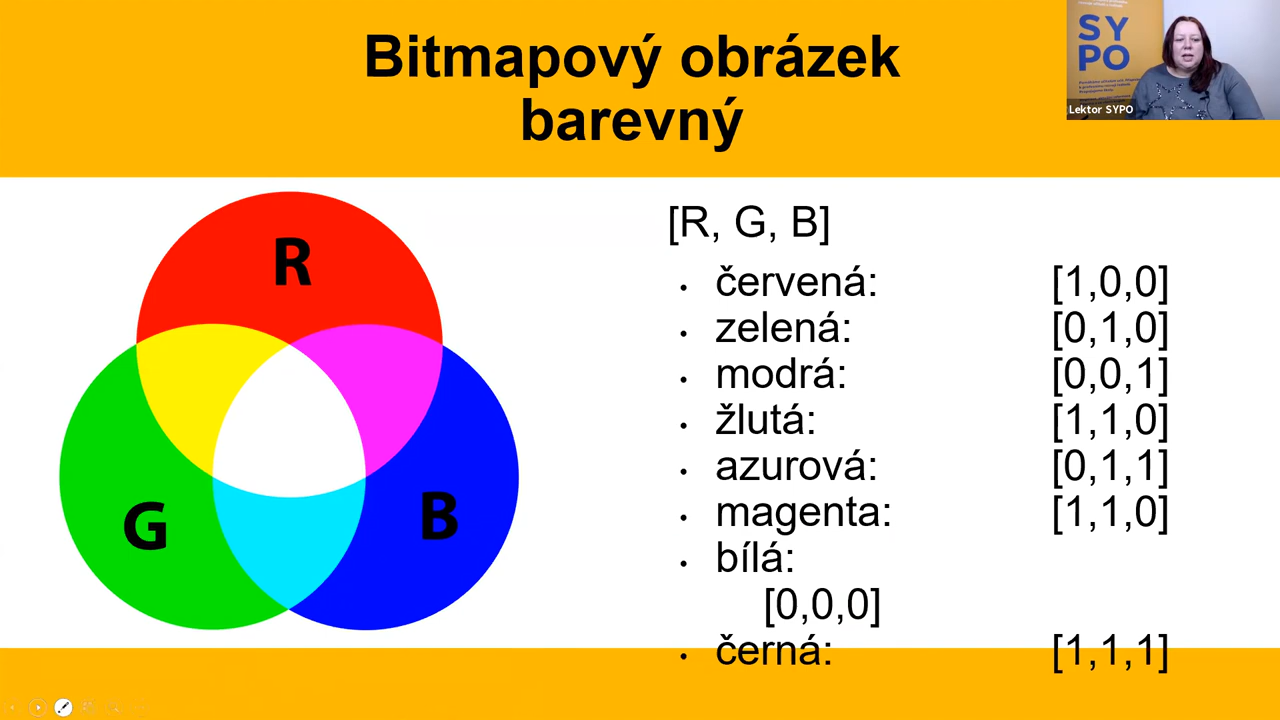 Bitmapový obrázek
barevný
SY
PO
Lektor SYPO
R
G
B
[R, G, B]
• červená: [1,0,0]
• zelená: [0,1,0]
• modrá: [0,0,1]
• žlutá: [1,1,0]
• azurová: [0,1,1]
• magenta: [1,1,0]
• bílá:
[0,0,0]
• černá: [1,1,1]